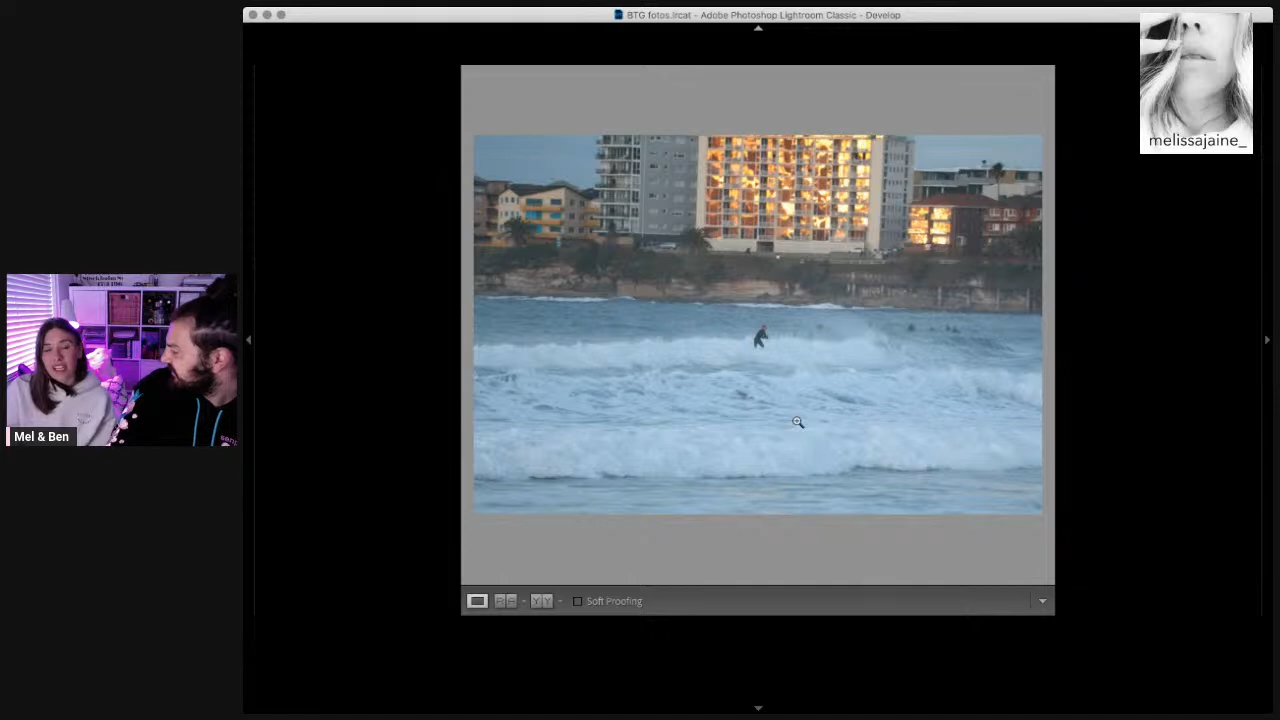 BTG fotos.lrcat - Adobe Photoshop Lightroom Classic - Develop
melissajaine_
Mel & Ben
Soft Proofing